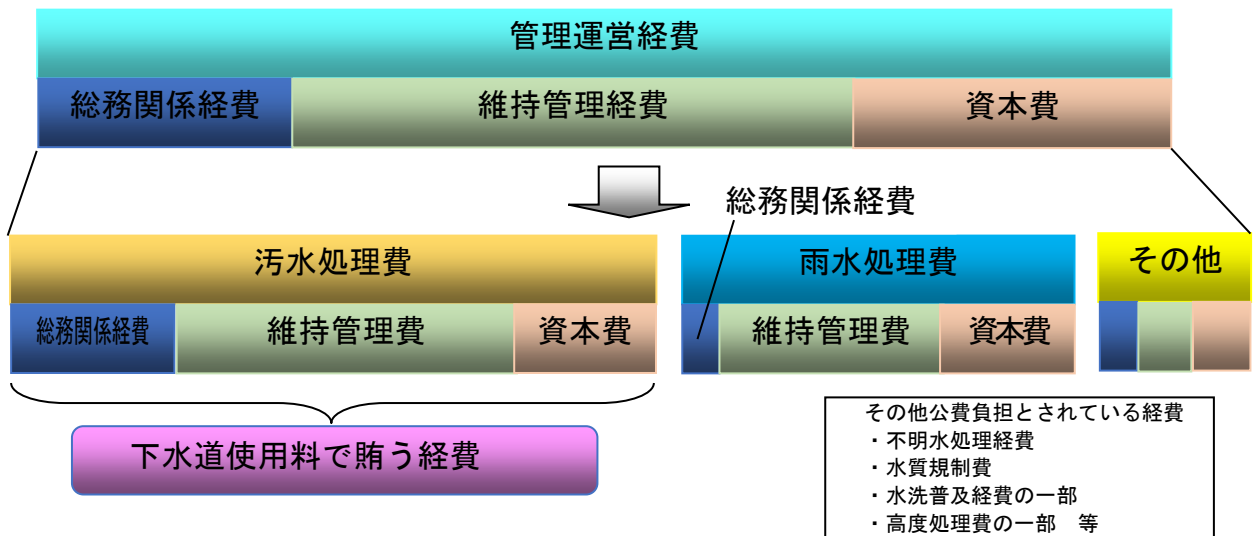 管理運営経費
総務関係経費 維持管理経費 資本費
総務関係経費
汚水処理費 雨水処理費 その他
総務関係経費 維持管理費 資本費 維持管理費 資本費
下水道使用料で賄う経費
その他公費負担とされている経費
・不明水処理経費
・水質規制費
・水洗普及経費の一部
・高度処理費の一部 等